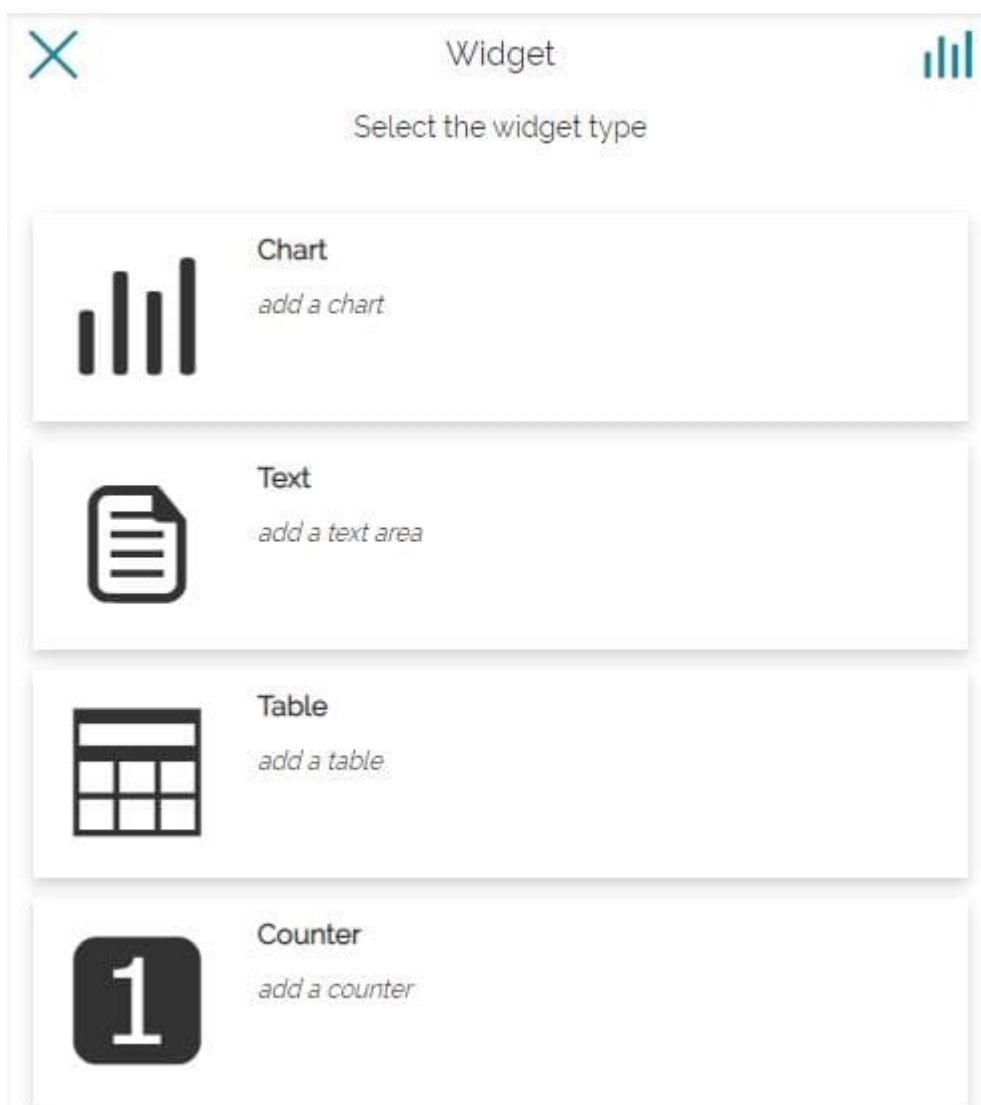 Widget
Select the widget type
Chart
add a chart
Text
add a text area
Table
add a table
Counter
add a counter
1